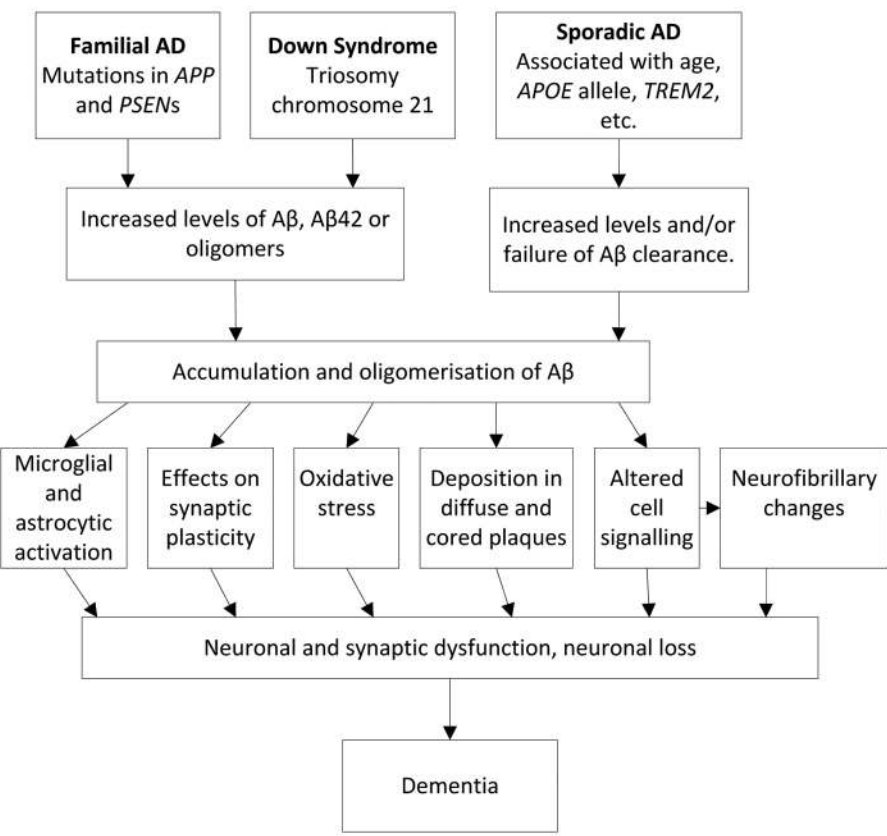 Familial AD
Mutations in APP
and PSENs
Down Syndrome
Triosomy
chromosome 21
Sporadic AD
Associated with age,
APOE allele, TREM2,
etc.
Increased levels of Aβ, Aβ42 or
oligomers
Increased levels and/or
failure of Aβ clearance.
Accumulation and oligomerisation of Aβ
Microglial
and
astrocytic
activation
Effects on
synaptic
plasticity
Oxidative
stress
Deposition in
diffuse and
cored plaques
Altered
cell
signalling
Neurofibrillary
changes
Neuronal and synaptic dysfunction, neuronal loss
Dementia